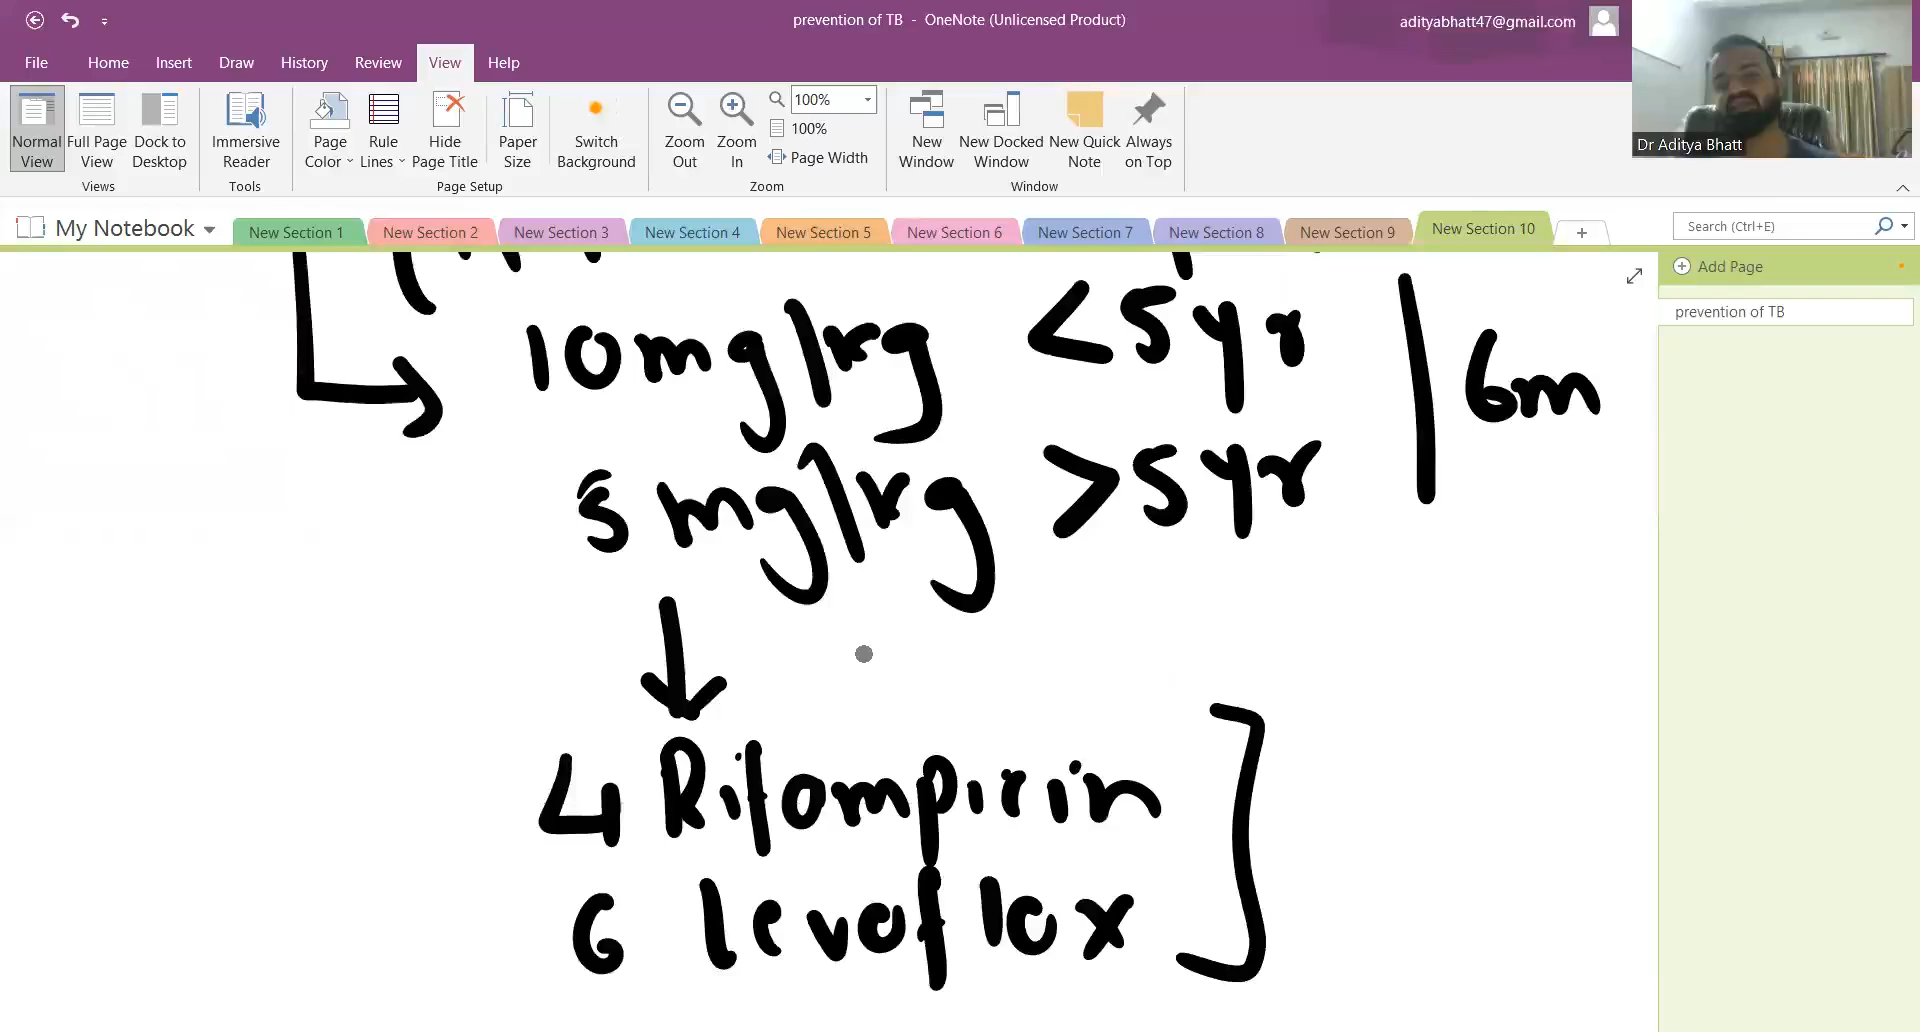 prevention of TB - OneNote (Unlicensed Product)
adityabhatt47@gmail.com
File Home Insert Draw History Review View Help
Normal View
Full Page View
Dock to Desktop
Immersive Reader
Page Color
Rule Lines
Hide Page Title
Paper Size
Switch Background
Zoom Out
Zoom In
100%
100%
Page Width
New Window
New Docked Window
New Quick Note
Always on Top
Views
Tools
Page Setup
Zoom
Window
Dr Aditya Bhatt
My Notebook
New Section 1 New Section 2 New Section 3 New Section 4 New Section 5 New Section 6 New Section 7 New Section 8 New Section 9 New Section 10
Search (Ctrl+E)
Add Page
prevention of TB
10mg/kg <5yr
6m
5mg/kg >5yr
4 Rifampicin
6 levoflox